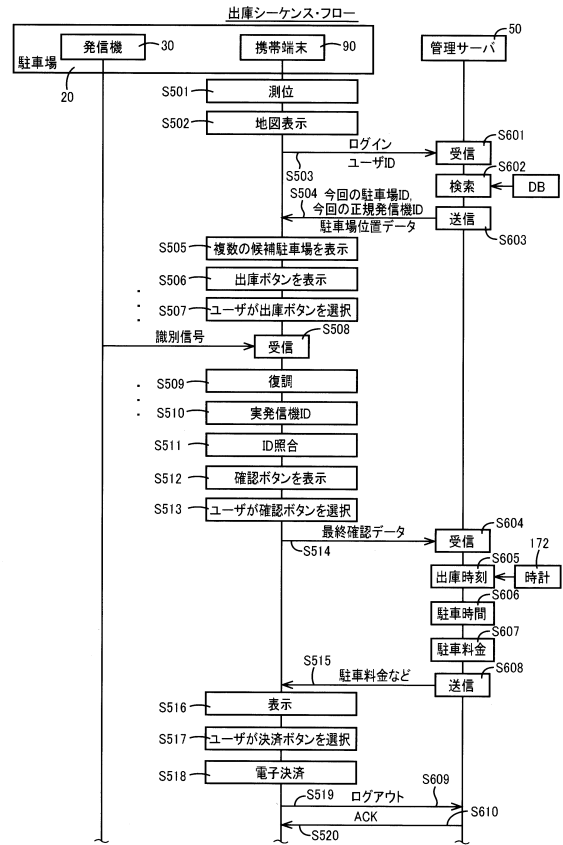 出庫シーケンス・フロー
50
発信機
30
携帯端末
90
管理サーバ
駐車場
20
S501
測位
S502
地図表示
ログイン
S601
受信
S503
ユーザID
S602
検索
DB
S504
今回の駐車場ID,
今回の正規発信機ID
送信
駐車場位置データ
S603
S505
複数の候補駐車場を表示
S506
出庫ボタンを表示
S507
ユーザが出庫ボタンを選択
S508
識別信号
受信
S509
復調
S510
実発信機ID
S511
ID照合
S512
確認ボタンを表示
S513
ユーザが確認ボタンを選択
最終確認データ
S604
受信
S514
S605
172
出庫時刻
時計
S606
駐車時間
S607
駐車料金
S515
駐車料金など
S608
送信
S516
表示
S517
ユーザが決済ボタンを選択
S518
電子決済
S519
ログアウト
S609
ACK
S610
S520